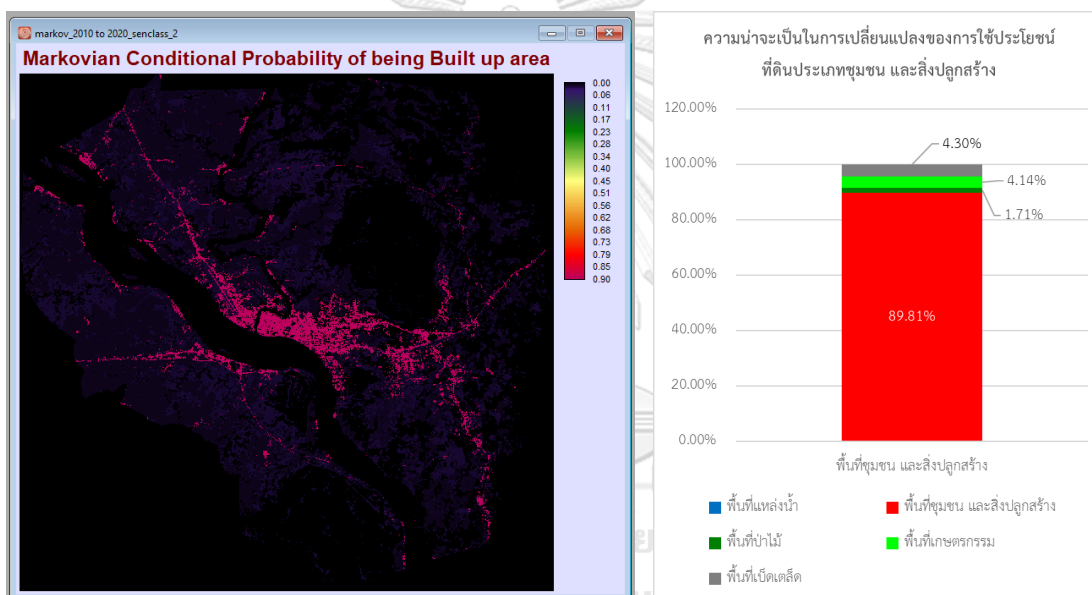 markov_2010 to 2020_senclass_2
Markovian Conditional Probability of being Built up area
0.00
0.06
0.11
0.17
0.23
0.28
0.34
0.40
0.45
0.51
0.56
0.62
0.68
0.73
0.79
0.85
0.90
ความน่าจะเป็นในการเปลี่ยนแปลงของการใช้ประโยชน์
ที่ดินประเภทชุมชน และสิ่งปลูกสร้าง
120.00%
100.00%
80.00%
60.00%
40.00%
20.00%
0.00%
4.30%
4.14%
1.71%
89.81%
พื้นที่ชุมชน และสิ่งปลูกสร้าง
พื้นที่แหล่งน้ำ
พื้นที่ชุมชน และสิ่งปลูกสร้าง
พื้นที่ป่าไม้
พื้นที่เกษตรกรรม
พื้นที่เบ็ดเตล็ด